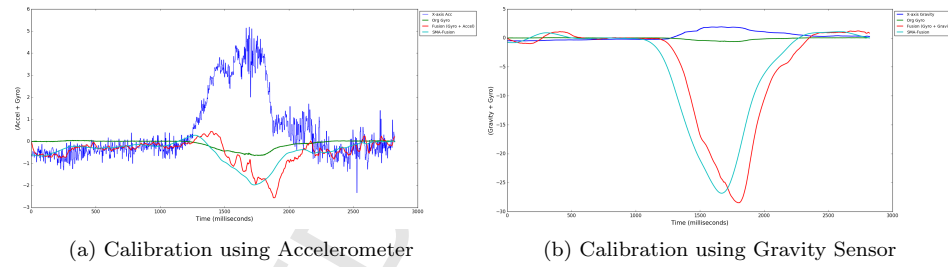 X-axis Acc
Org Gyro
Fusion (Gyro + Accel)
SMA-Fusion
(Accel + Gyro)
6
5
4
3
2
1
0
−1
−2
−3
0 500 1000 1500 2000 2500 3000
Time (milliseconds)
(a) Calibration using Accelerometer
X-axis Gravity
Org Gyro
Fusion (Gyro + Gravi
SMA-Fusion
(Gravity + Gyro)
5
0
−5
−10
−15
−20
−25
−30
0 500 1000 1500 2000 2500 3000
Time (milliseconds)
(b) Calibration using Gravity Sensor